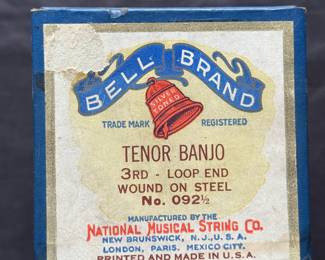 BELL BRAND
SILVER
TONED
TRADE MARK REGISTERED
TENOR BANJO
3RD - LOOP END
WOUND ON STEEL
No. 092½
MANUFACTURED BY THE
NATIONAL MUSICAL STRING CO.
NEW BRUNSWICK, N.J., U.S.A.
LONDON, PARIS, MEXICO CITY.
PRINTED AND MADE IN U.S.A.